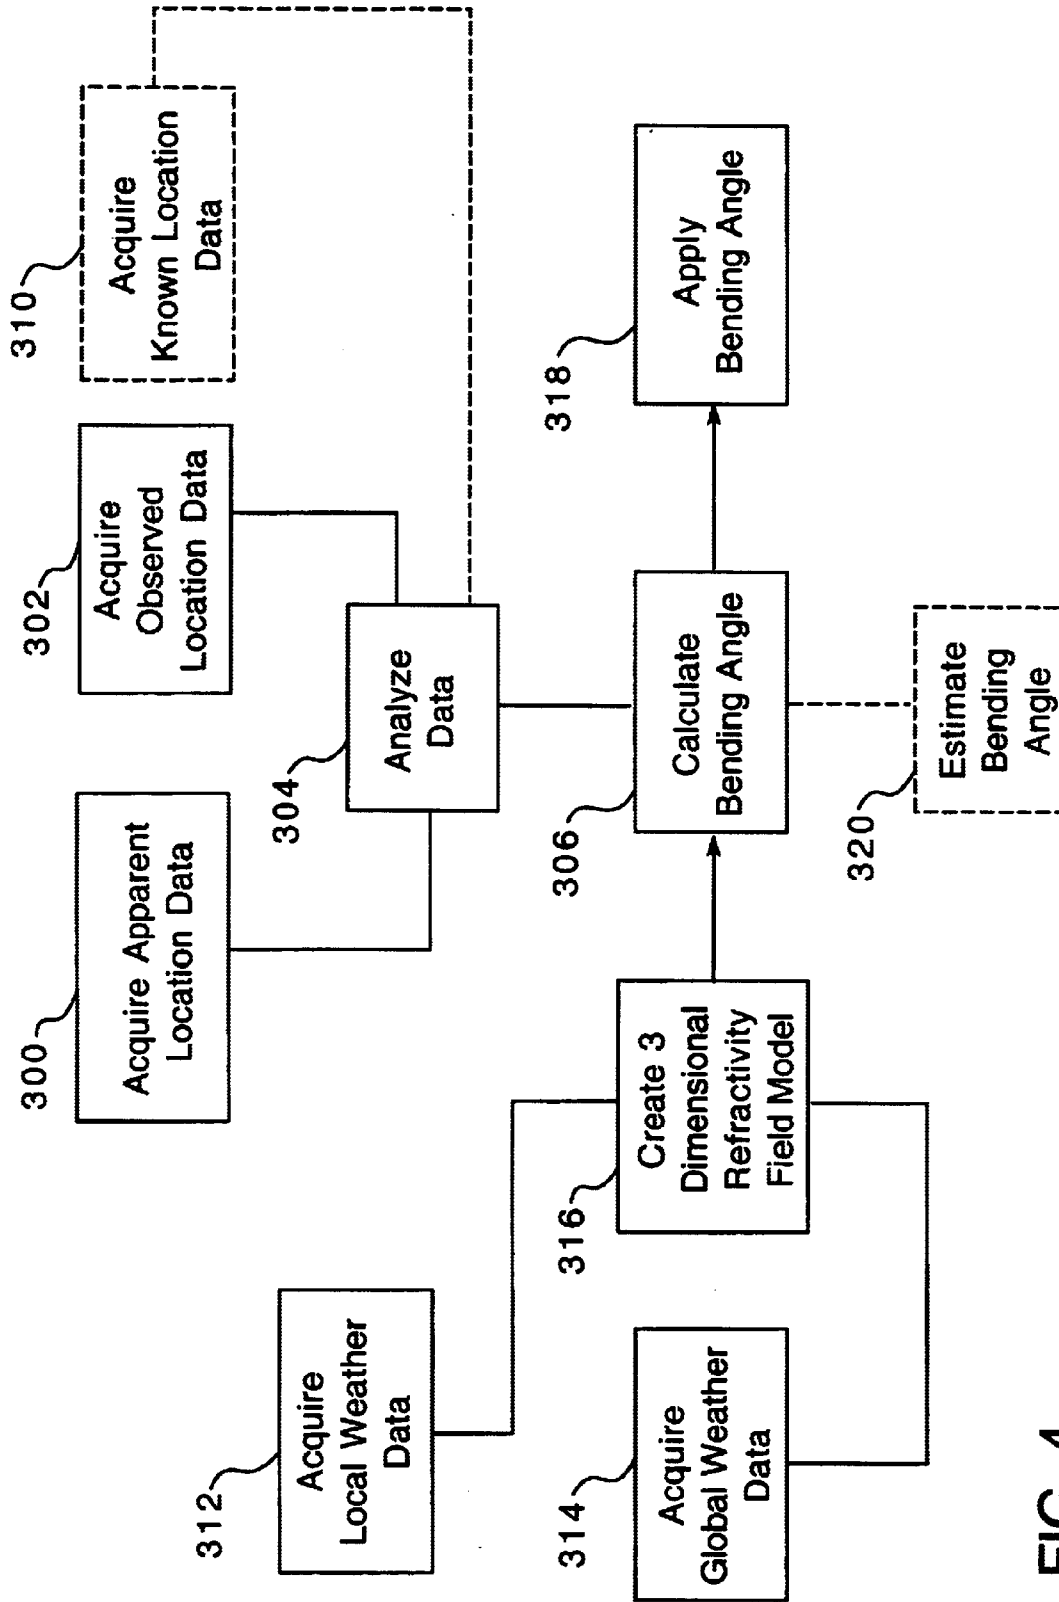 300
Acquire Apparent
Location Data
302
Acquire
Observed
Location Data
310
Acquire
Known Location
Data
304
Analyze
Data
312
Acquire
Local Weather
Data
314
Acquire
Global Weather
Data
316
Create 3
Dimensional
Refractivity
Field Model
306
Calculate
Bending Angle
318
Apply
Bending Angle
320
Estimate
Bending
Angle
FIG. 4